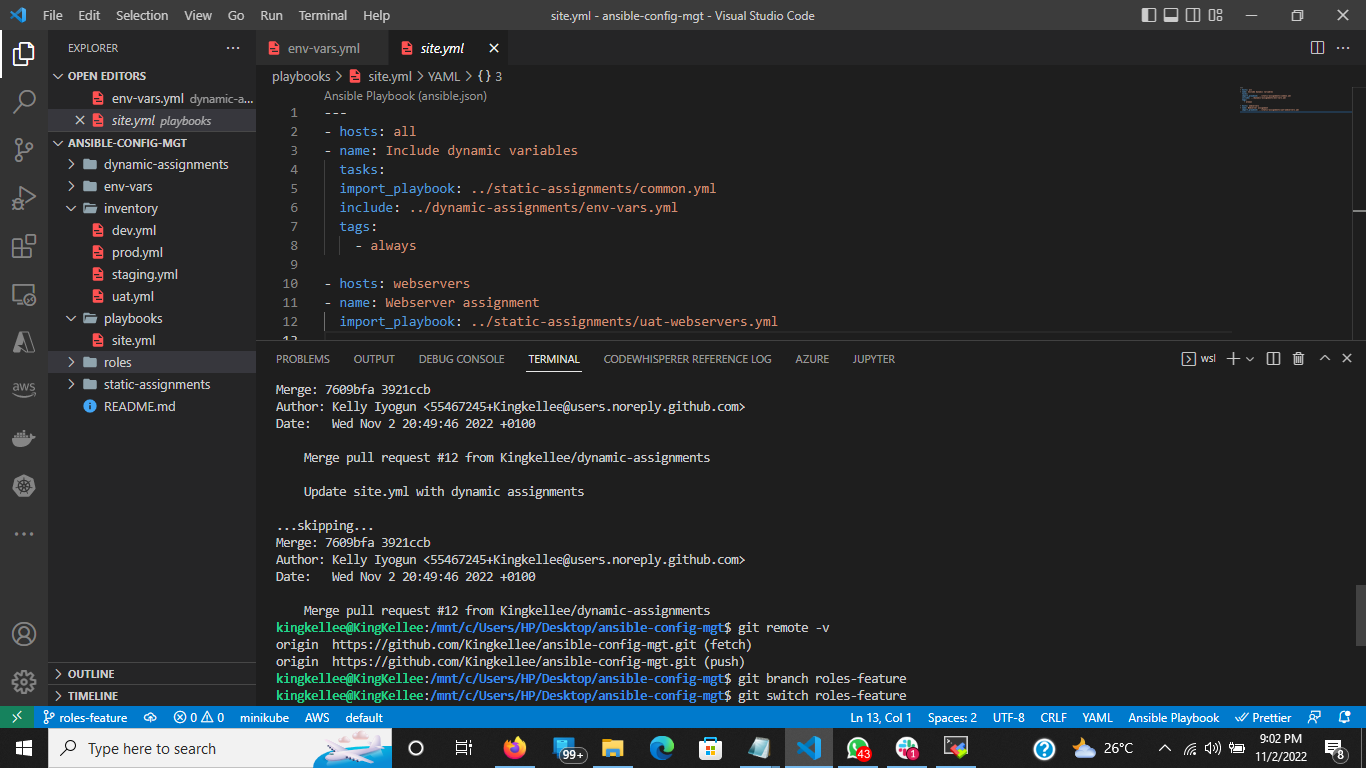 File Edit Selection View Go Run Terminal Help
site.yml - ansible-config-mgt - Visual Studio Code
EXPLORER
OPEN EDITORS
env-vars.yml dynamic-a...
site.yml playbooks
ANSIBLE-CONFIG-MGT
dynamic-assignments
env-vars
inventory
dev.yml
prod.yml
staging.yml
uat.yml
playbooks
site.yml
roles
static-assignments
README.md
OUTLINE
TIMELINE
aws
env-vars.yml
site.yml
playbooks > site.yml > YAML > {} 3
Ansible Playbook (ansible.json)
1 ---
2 - hosts: all
3 - name: Include dynamic variables
4 tasks:
5 import_playbook: ../static-assignments/common.yml
6 include: ../dynamic-assignments/env-vars.yml
7 tags:
8 - always
9
10 - hosts: webservers
11 - name: Webserver assignment
12 import_playbook: ../static-assignments/uat-webservers.yml
13
PROBLEMS OUTPUT DEBUG CONSOLE TERMINAL CODEWHISPERER REFERENCE LOG AZURE JUPYTER
wsl
Merge: 7609bfa 3921ccb
Author: Kelly Iyogun <55467245+Kingkellee@users.noreply.github.com>
Date: Wed Nov 2 20:49:46 2022 +0100
Merge pull request #12 from Kingkellee/dynamic-assignments
Update site.yml with dynamic assignments
...skipping...
Merge: 7609bfa 3921ccb
Author: Kelly Iyogun <55467245+Kingkellee@users.noreply.github.com>
Date: Wed Nov 2 20:49:46 2022 +0100
Merge pull request #12 from Kingkellee/dynamic-assignments
kingkellee@KingKellee:/mnt/c/Users/HP/Desktop/ansible-config-mgt$ git remote -v
origin https://github.com/Kingkellee/ansible-config-mgt.git (fetch)
origin https://github.com/Kingkellee/ansible-config-mgt.git (push)
kingkellee@KingKellee:/mnt/c/Users/HP/Desktop/ansible-config-mgt$ git branch roles-feature
kingkellee@KingKellee:/mnt/c/Users/HP/Desktop/ansible-config-mgt$ git switch roles-feature
roles-feature 0 0 minikube AWS default
Ln 13, Col 1 Spaces: 2 UTF-8 CRLF YAML Ansible Playbook Prettier
Type here to search
99+
43
1
26°C
9:02 PM
11/2/2022
8